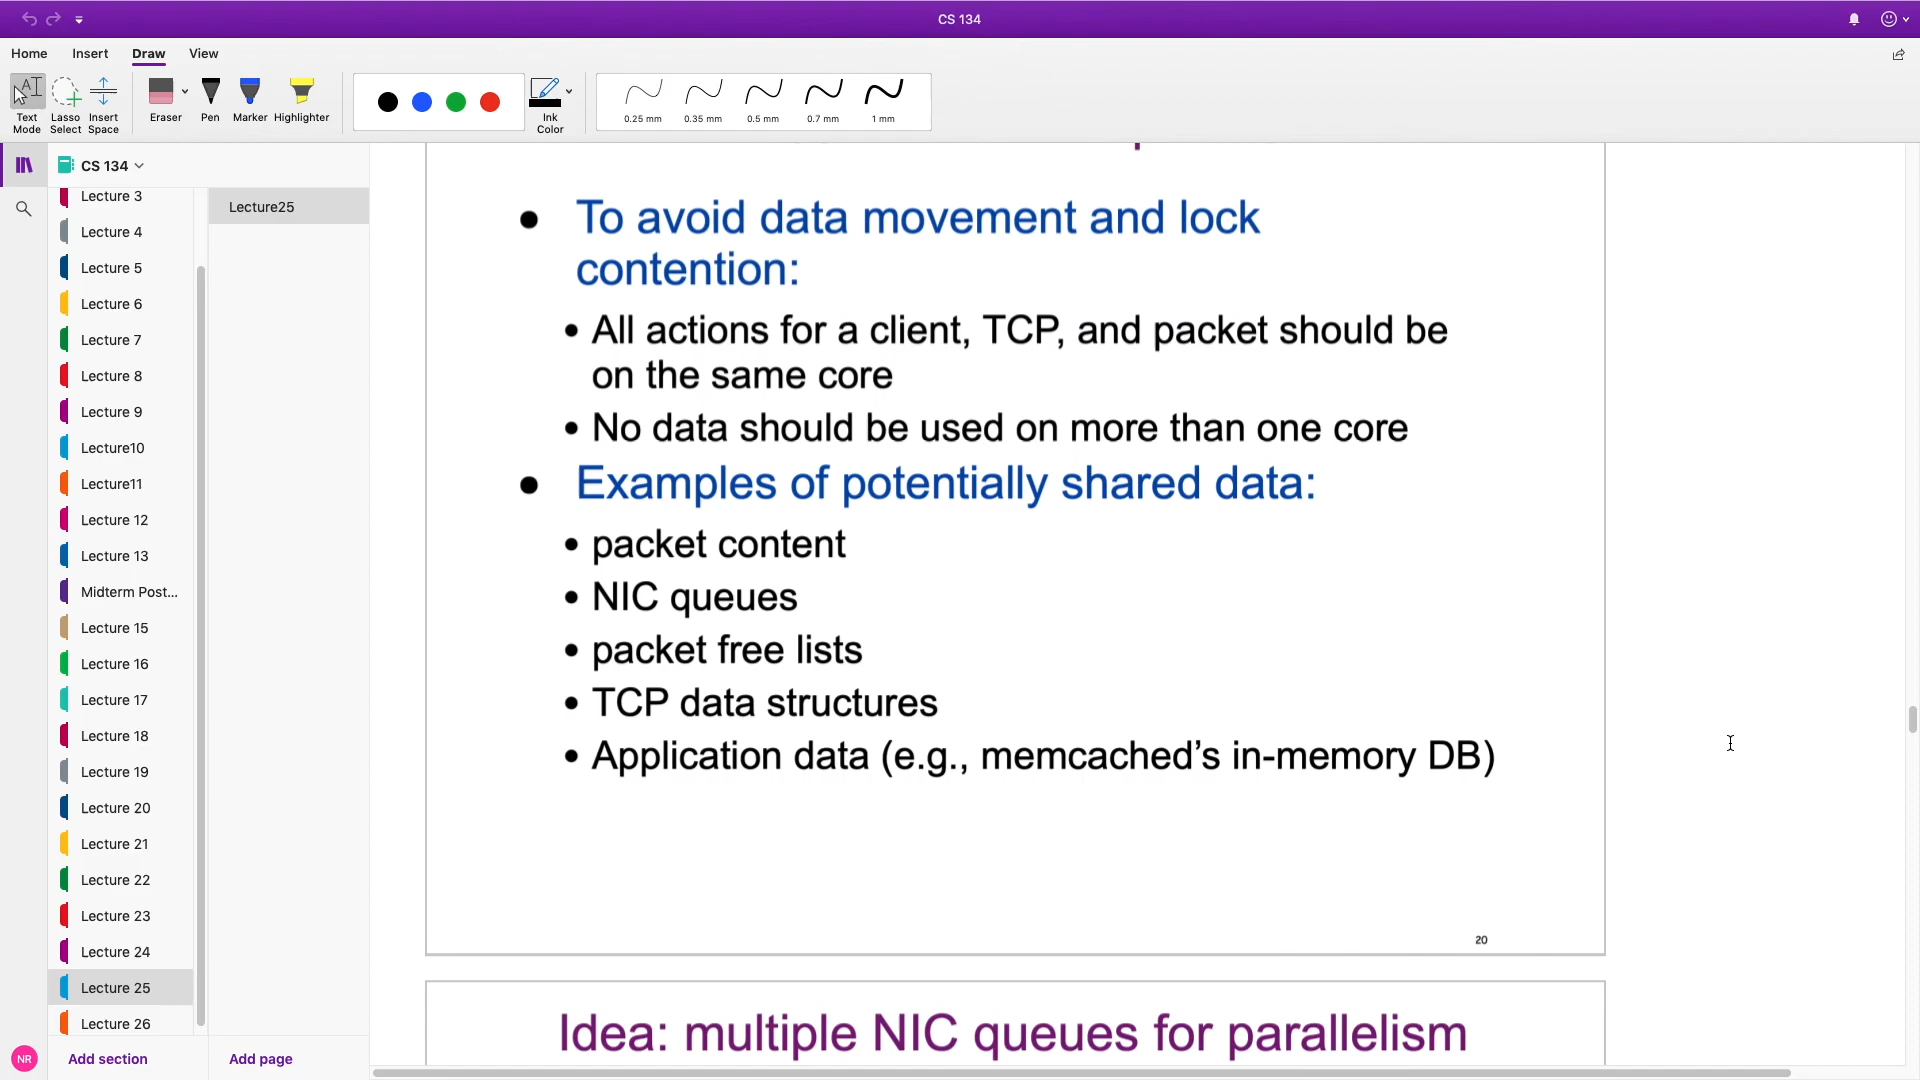 CS 134
Home Insert Draw View
Text Mode
Lasso Select
Insert Space
Eraser
Pen
Marker
Highlighter
Ink Color
0.25 mm
0.35 mm
0.5 mm
0.7 mm
1 mm
CS 134
Lecture 3
Lecture 4
Lecture 5
Lecture 6
Lecture 7
Lecture 8
Lecture 9
Lecture10
Lecture11
Lecture 12
Lecture 13
Midterm Post...
Lecture 15
Lecture 16
Lecture 17
Lecture 18
Lecture 19
Lecture 20
Lecture 21
Lecture 22
Lecture 23
Lecture 24
Lecture 25
Lecture 26
NR
Add section
Lecture25
Add page
• To avoid data movement and lock
contention:
• All actions for a client, TCP, and packet should be
on the same core
• No data should be used on more than one core
• Examples of potentially shared data:
• packet content
• NIC queues
• packet free lists
• TCP data structures
• Application data (e.g., memcached’s in-memory DB)
20
Idea: multiple NIC queues for parallelism